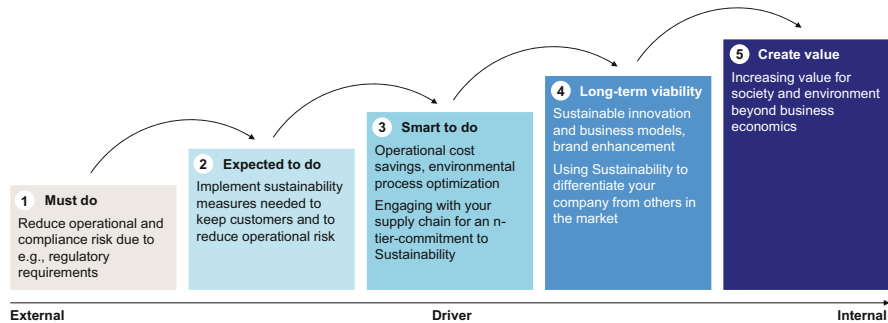 1 Must do
Reduce operational and
compliance risk due to
e.g., regulatory
requirements
2 Expected to do
Implement sustainability
measures needed to
keep customers and to
reduce operational risk
3 Smart to do
Operational cost
savings, environmental
process optimization
Engaging with your
supply chain for an n-
tier-commitment to
Sustainability
4 Long-term viability
Sustainable innovation
and business models,
brand enhancement
Using Sustainability to
differentiate your
company from others in
the market
5 Create value
Increasing value for
society and environment
beyond business
economics
External
Driver
Internal